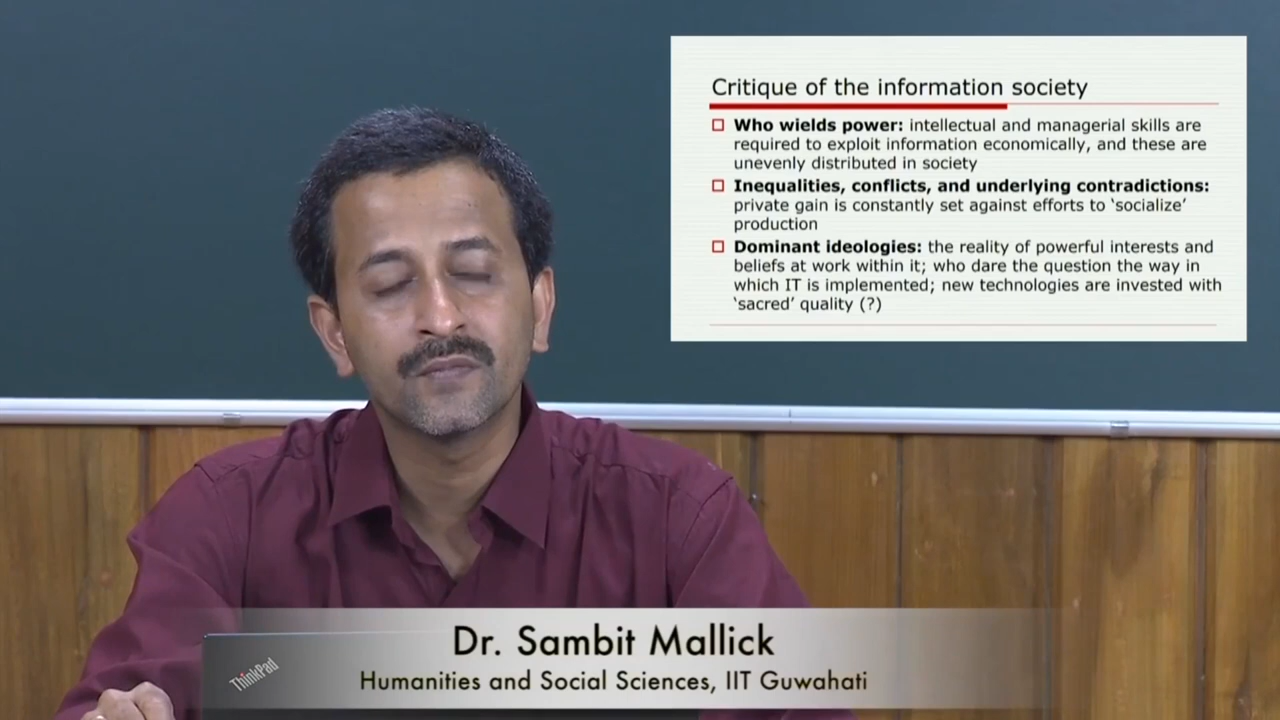 Critique of the information society
Who wields power: intellectual and managerial skills are
required to exploit information economically, and these are
unevenly distributed in society
Inequalities, conflicts, and underlying contradictions:
private gain is constantly set against efforts to ‘socialize’
production
Dominant ideologies: the reality of powerful interests and
beliefs at work within it; who dare the question the way in
which IT is implemented; new technologies are invested with
‘sacred’ quality (?)
Dr. Sambit Mallick
Humanities and Social Sciences, IIT Guwahati
ThinkPad